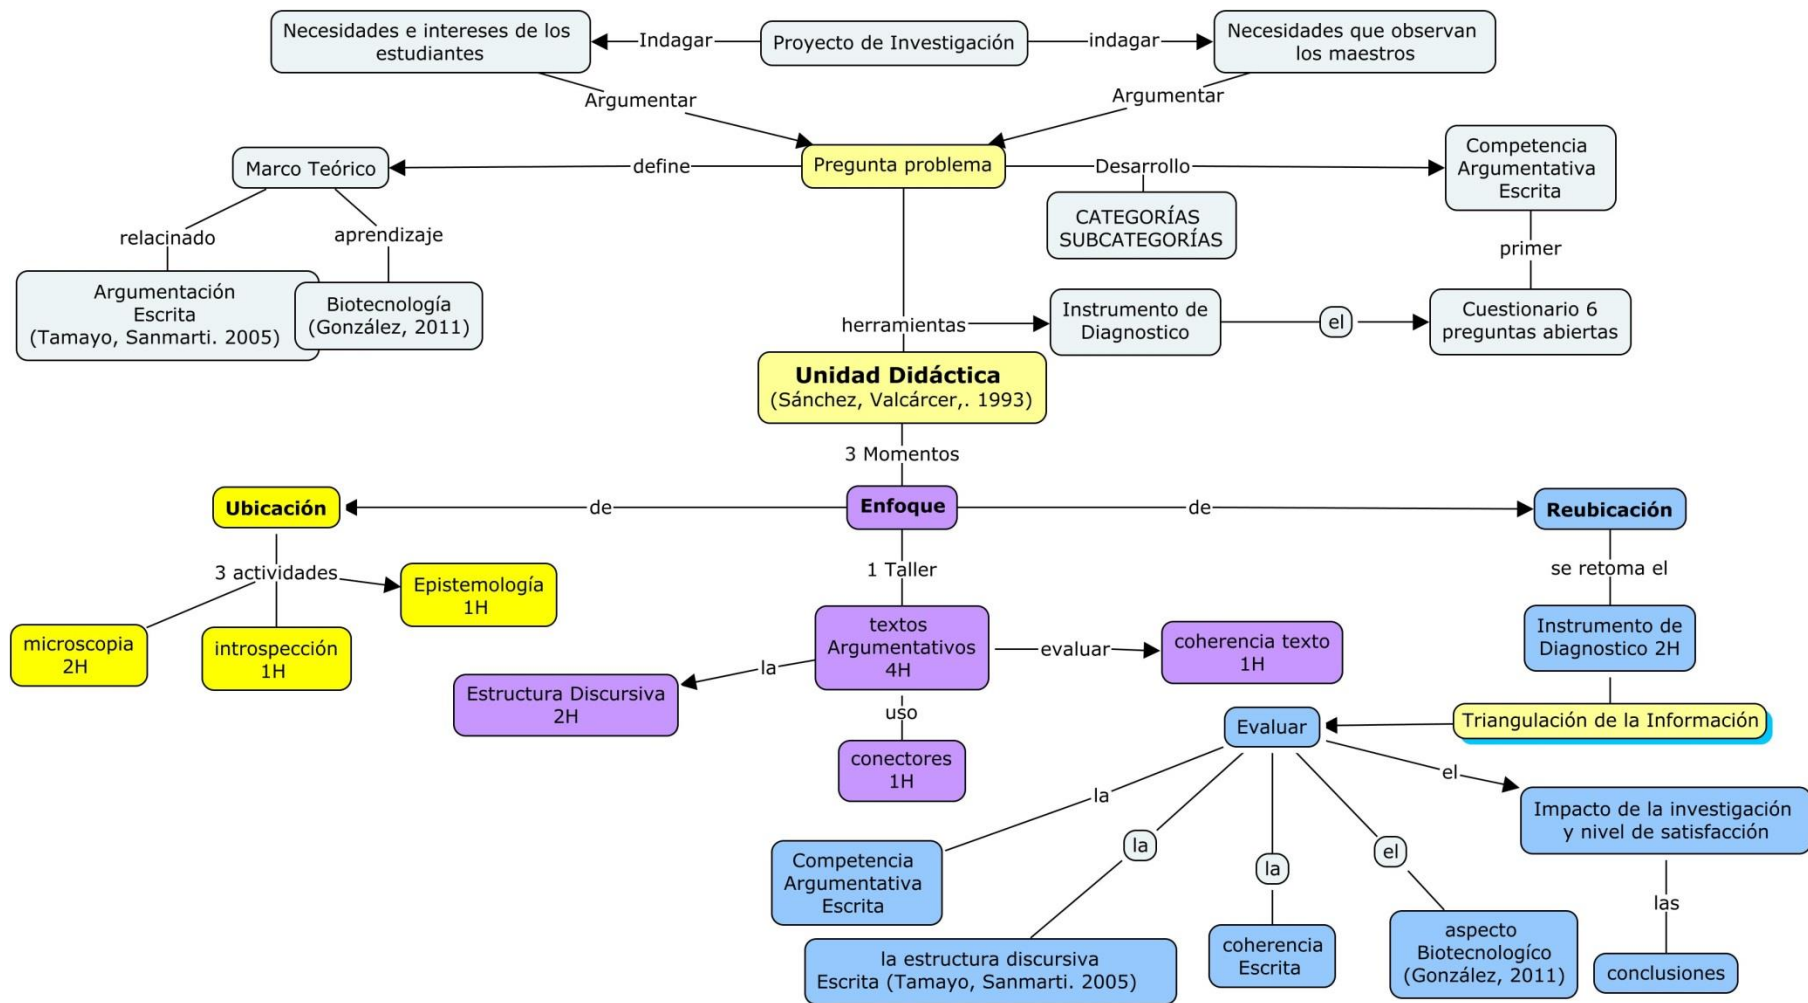 Necesidades e intereses de los
estudiantes
Indagar
Proyecto de Investigación
indagar
Necesidades que observan
los maestros
Argumentar
Argumentar
Marco Teórico
define
Pregunta problema
Desarrollo
Competencia
Argumentativa
Escrita
CATEGORÍAS
SUBCATEGORÍAS
relacinado
aprendizaje
primer
Argumentación
Escrita
(Tamayo, Sanmarti. 2005)
Biotecnología
(González, 2011)
herramientas
Instrumento de
Diagnostico
el
Cuestionario 6
preguntas abiertas
Unidad Didáctica
(Sánchez, Valcárcer,. 1993)
3 Momentos
Ubicación
de
Enfoque
de
Reubicación
3 actividades
Epistemología
1H
microscopia
2H
introspección
1H
1 Taller
textos
Argumentativos
4H
la
Estructura Discursiva
2H
evaluar
coherencia texto
1H
uso
conectores
1H
se retoma el
Instrumento de
Diagnostico 2H
Triangulación de la Información
Evaluar
la
la
la
el
el
Impacto de la investigación
y nivel de satisfacción
Competencia
Argumentativa
Escrita
la estructura discursiva
Escrita (Tamayo, Sanmarti. 2005)
coherencia
Escrita
aspecto
Biotecnologíco
(González, 2011)
las
conclusiones